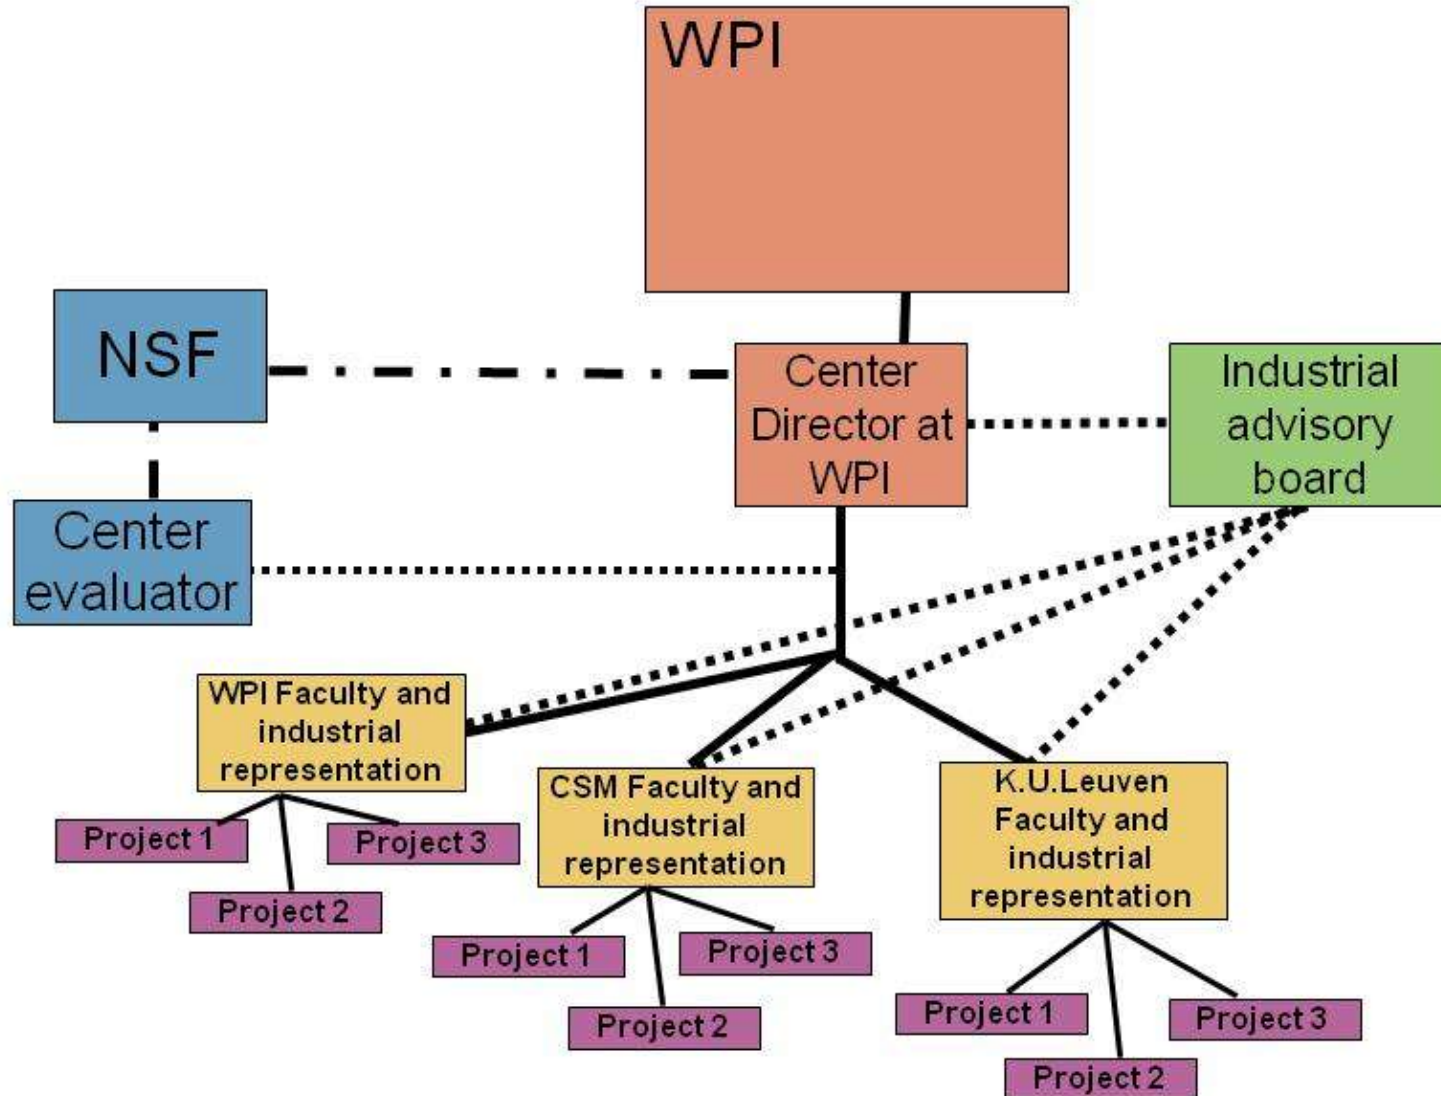 WPI
NSF
Center
Director at
WPI
Industrial
advisory
board
Center
evaluator
WPI Faculty and
industrial
representation
Project 1
Project 3
Project 2
CSM Faculty and
industrial
representation
Project 1
Project 3
Project 2
K.U.Leuven
Faculty and
industrial
representation
Project 1
Project 3
Project 2